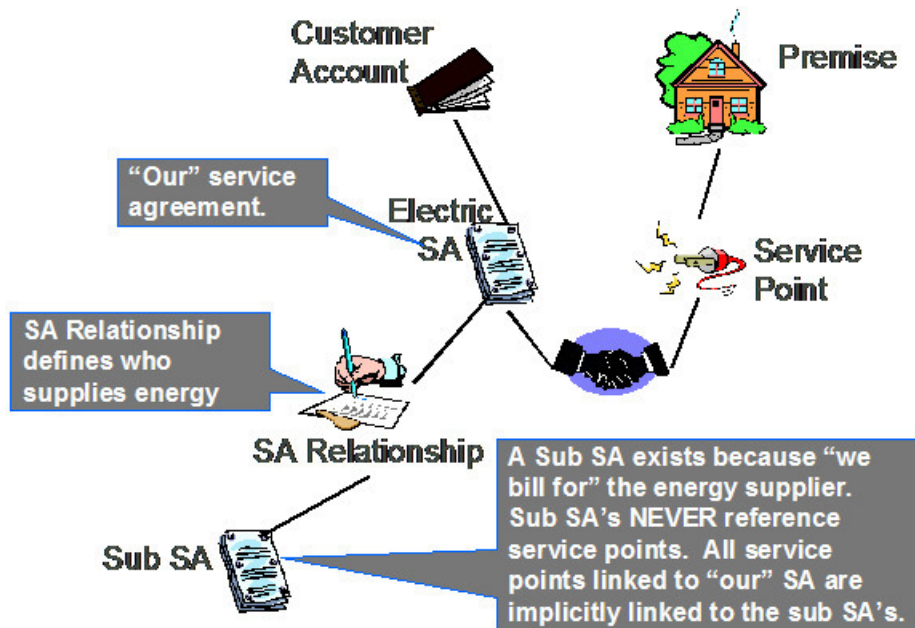 Customer
Account
Premise
“Our” service
agreement.
Electric
SA
Service
Point
SA Relationship
defines who
supplies energy
SA Relationship
A Sub SA exists because “we
bill for” the energy supplier.
Sub SA’s NEVER reference
service points.  All service
points linked to “our” SA are
implicitly linked to the sub SA’s.
Sub SA